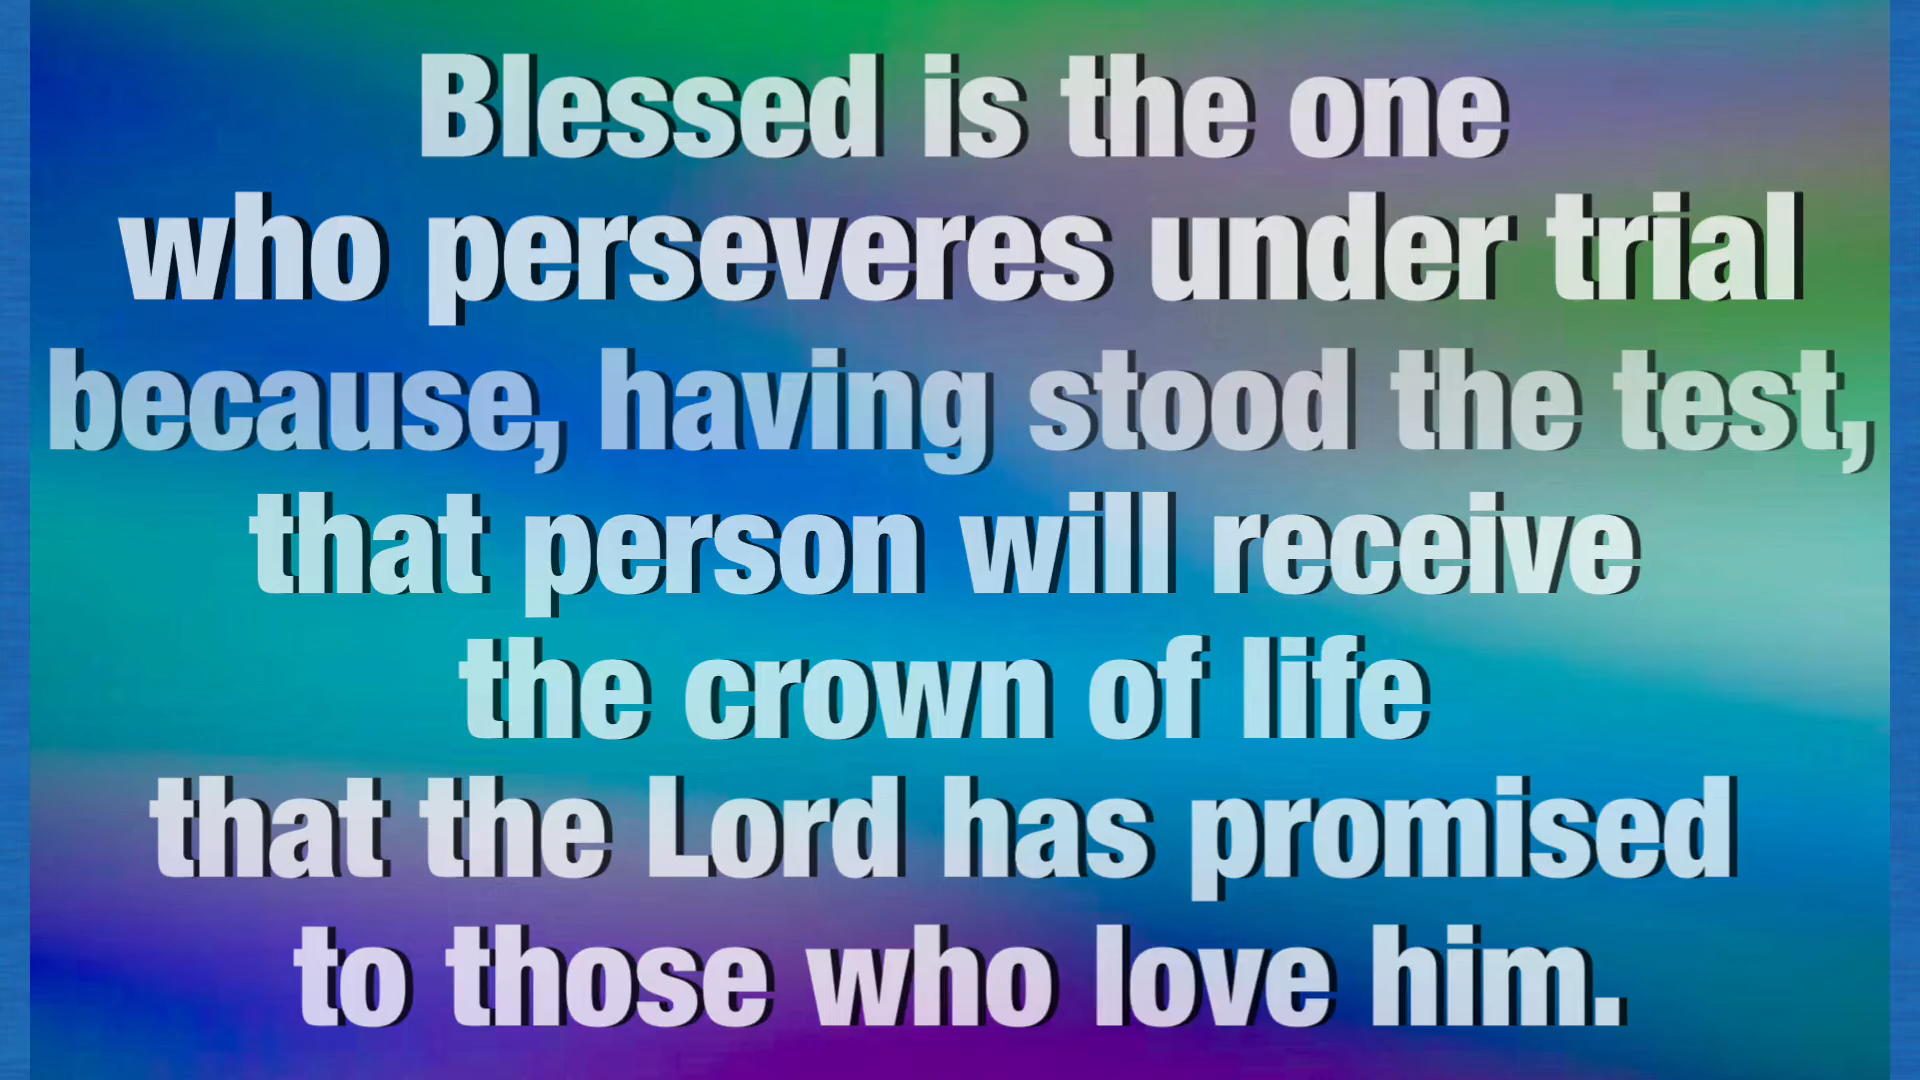 Blessed is the one
who perseveres under trial
because, having stood the test,
that person will receive
the crown of life
that the Lord has promised
to those who love him.